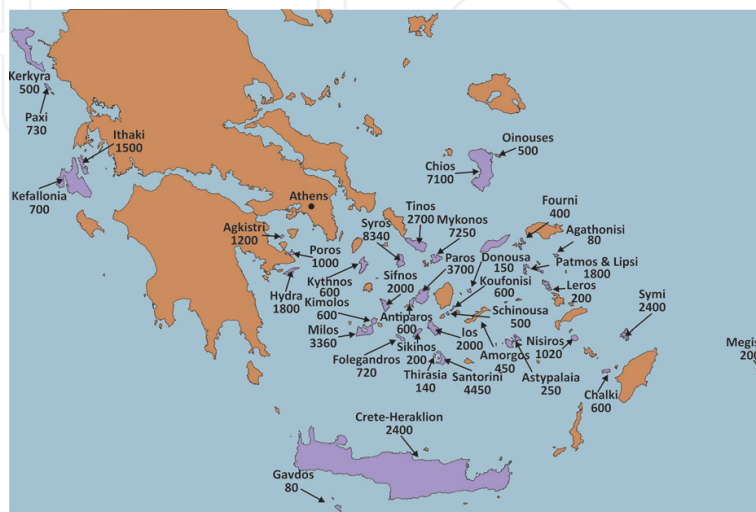 Kerkyra
500
Paxi
730
Ithaki
1500
Kefallonia
700
Athens
Agkistri
1200
Poros
1000
Hydra
1800
Oinouses
500
Chios
7100
Tinos
2700
Mykonos
7250
Syros
8340
Kythnos
600
Kimolos
600
Milos
3360
Sifnos
2000
Paros
3700
Antiparos
600
Sikinos
200
Folegandros
720
Thirasia
140
Santorini
4450
Ios
2000
Donousa
150
Koufonisi
600
Schinousa
500
Amorgos
450
Astypalaia
250
Fourni
400
Agathonisi
80
Patmos & Lipsi
1800
Leros
200
Symi
2400
Nisiros
1020
Chalki
600
Megis
200
Crete-Heraklion
2400
Gavdos
80